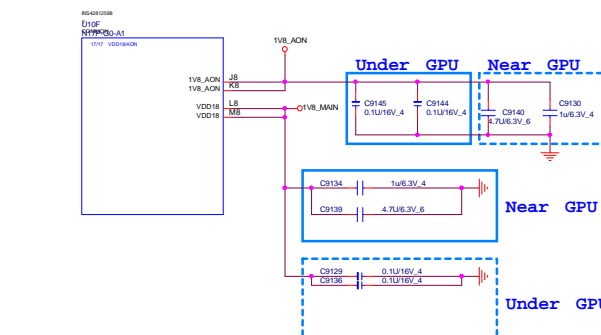 INS42812588
U10F
N17P-G0-A1
17/17 VDD18/AON
1V8_AON
Under GPU
Near GPU
1V8_AON J8
1V8_AON K8
VDD18 L8
VDD18 M8
1V8_MAIN
C9145
0.1U/16V_4
C9144
0.1U/16V_4
C9140
4.7U/6.3V_6
C9130
1u/6.3V_4
C9134 1u/6.3V_4
C9139 4.7U/6.3V_6
Near GPU
C9129 0.1U/16V_4
C9136 0.1U/16V_4
Under GPU